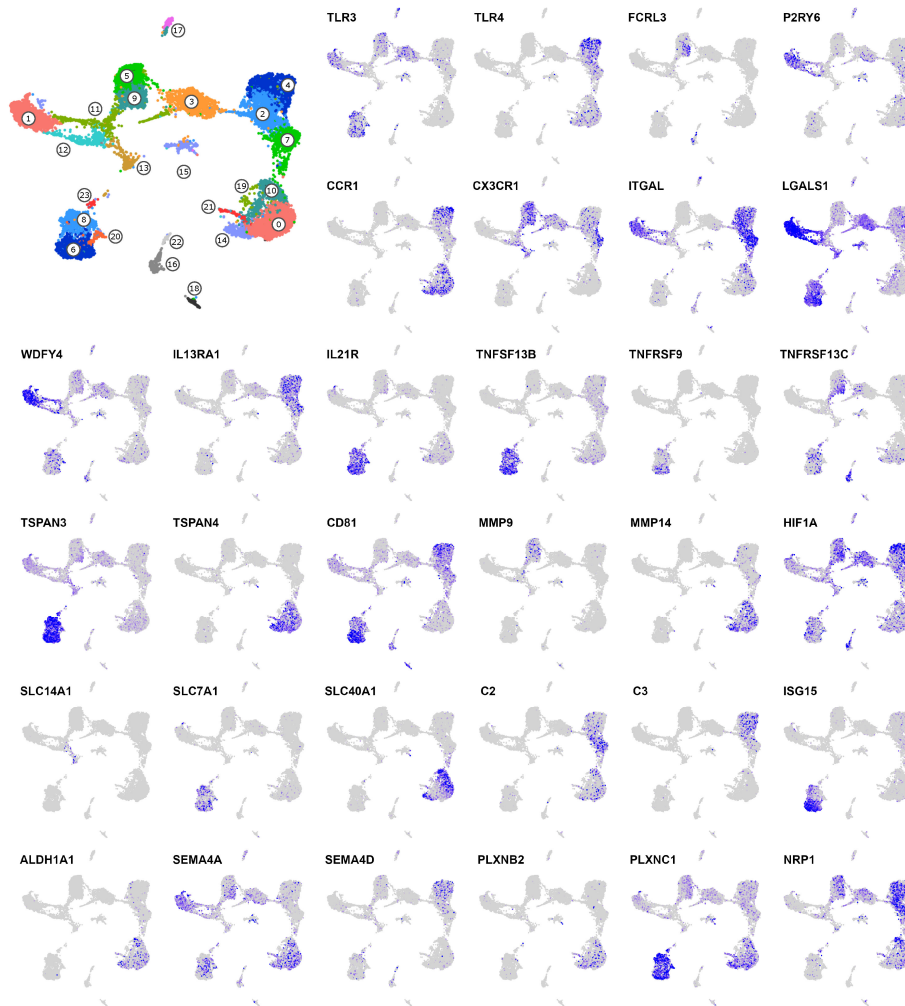 TLR3 TLR4 FCRL3 P2RY6
17
5 4
9 3
1 11 2
7
12 13 15
CCR1 CX3CR1 ITGAL LGALS1
19 10
23 21
8 0
14
20 22
6 16
18
WDFY4 IL13RA1 IL21R TNFSF13B TNFRSF9 TNFRSF13C
TSPAN3 TSPAN4 CD81 MMP9 MMP14 HIF1A
SLC14A1 SLC7A1 SLC40A1 C2 C3 ISG15
ALDH1A1 SEMA4A SEMA4D PLXNB2 PLXNC1 NRP1